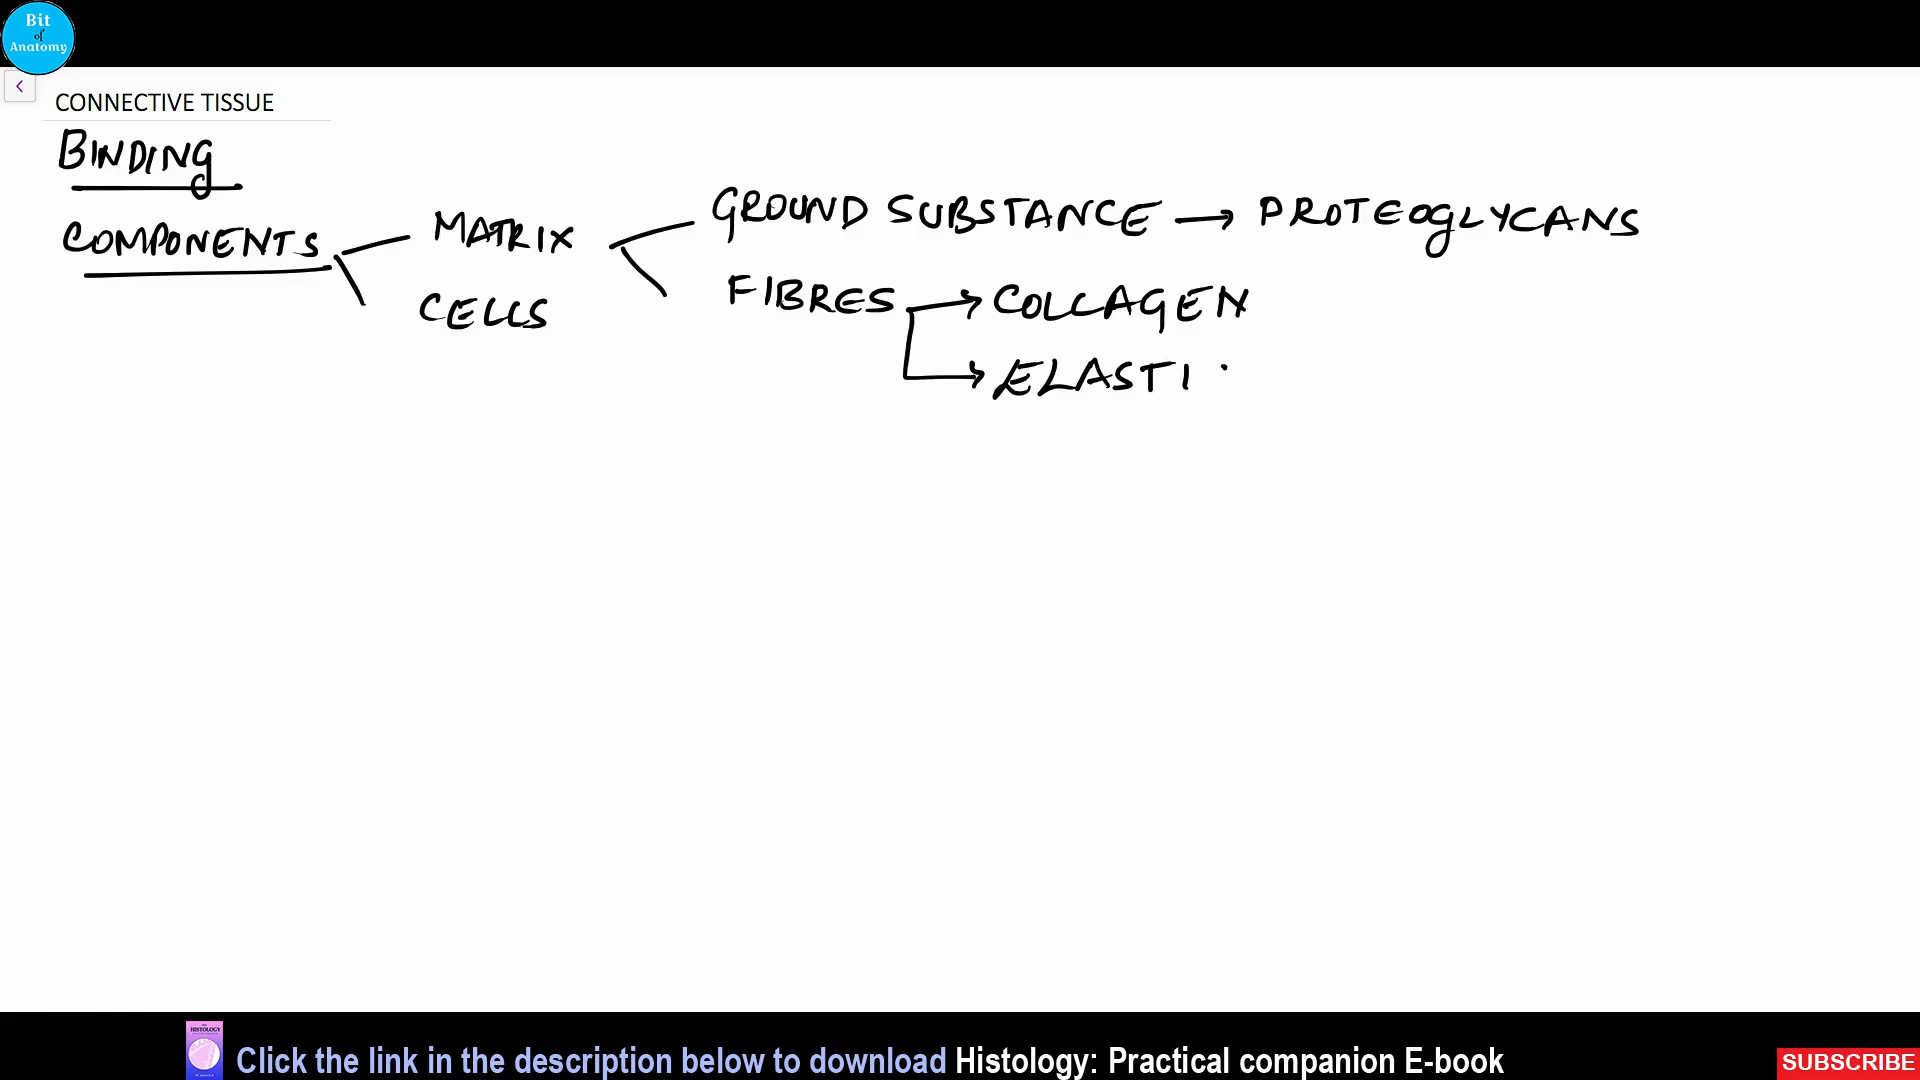 Bit
of
Anatomy
CONNECTIVE TISSUE
BINDING
COMPONENTS
MATRIX
CELLS
GROUND SUBSTANCE → PROTEOGLYCANS
FIBRES → COLLAGEN
→ ELASTI
HISTOLOGY
Click the link in the description below to download Histology: Practical companion E-book
SUBSCRIBE